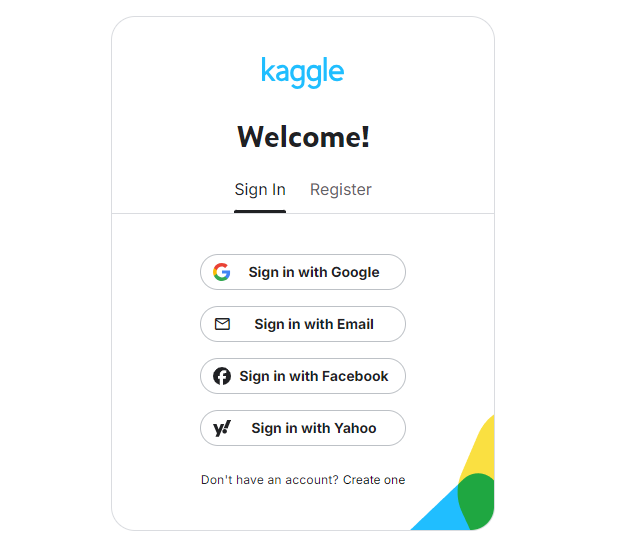 kaggle
Welcome!
Sign In Register
Sign in with Google
Sign in with Email
Sign in with Facebook
Sign in with Yahoo
Don't have an account? Create one